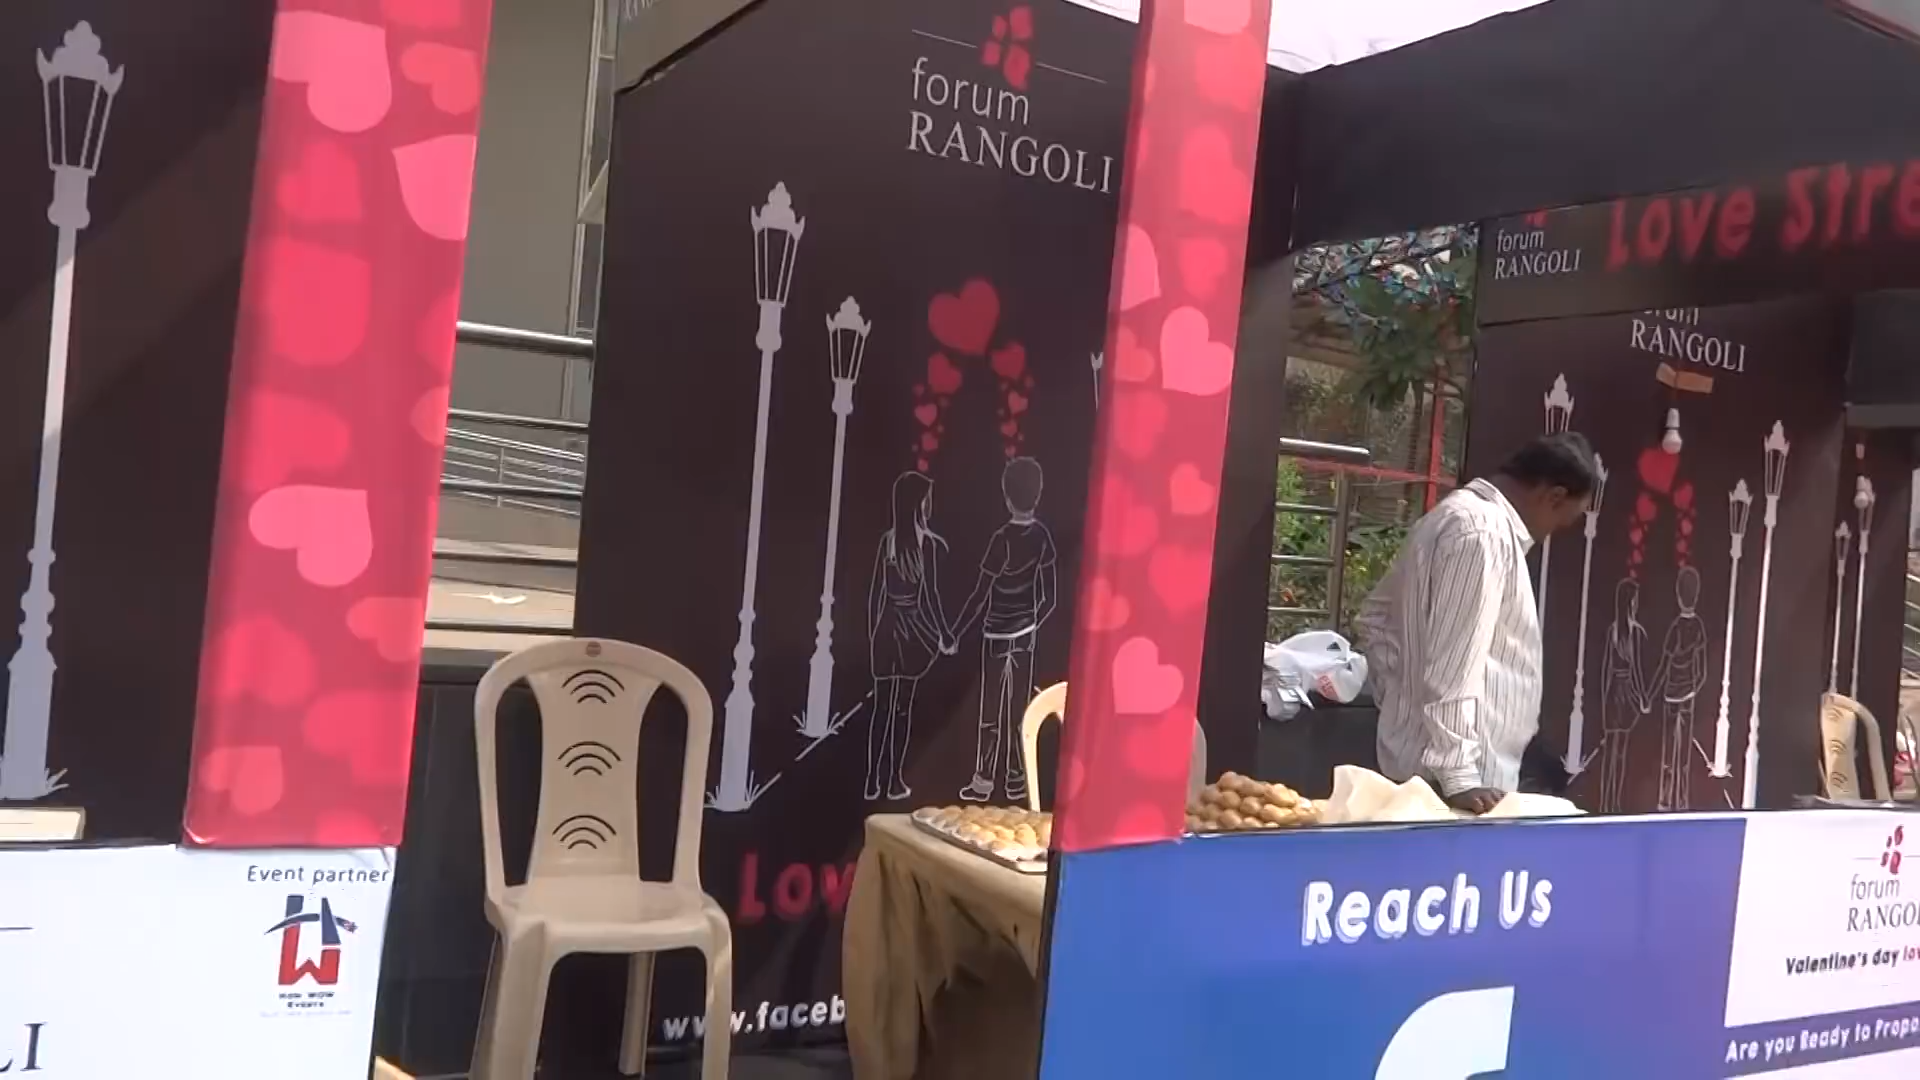 forum
RANGOLI
forum
RANGOLI
Love Stre
RANGOLI
Event partner
LI
Lov
www.faceb
Reach Us
forum
RANGOL
Valentine's day lov
Are you Ready to Propo